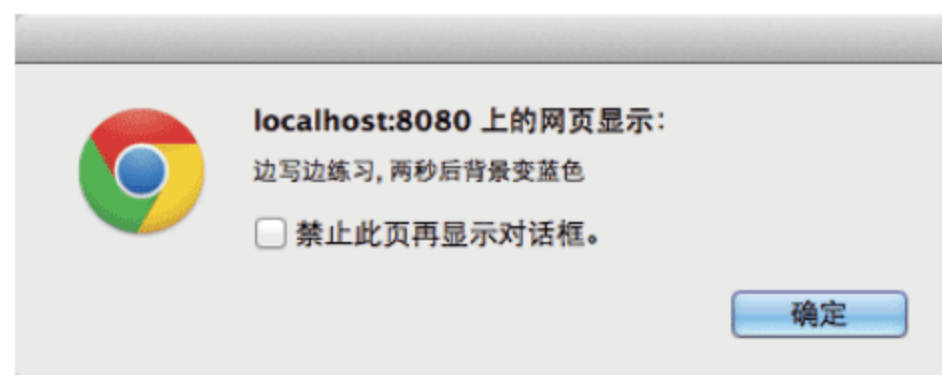 localhost:8080 上的网页显示：
边写边练习, 两秒后背景变蓝色
禁止此页再显示对话框。
确定